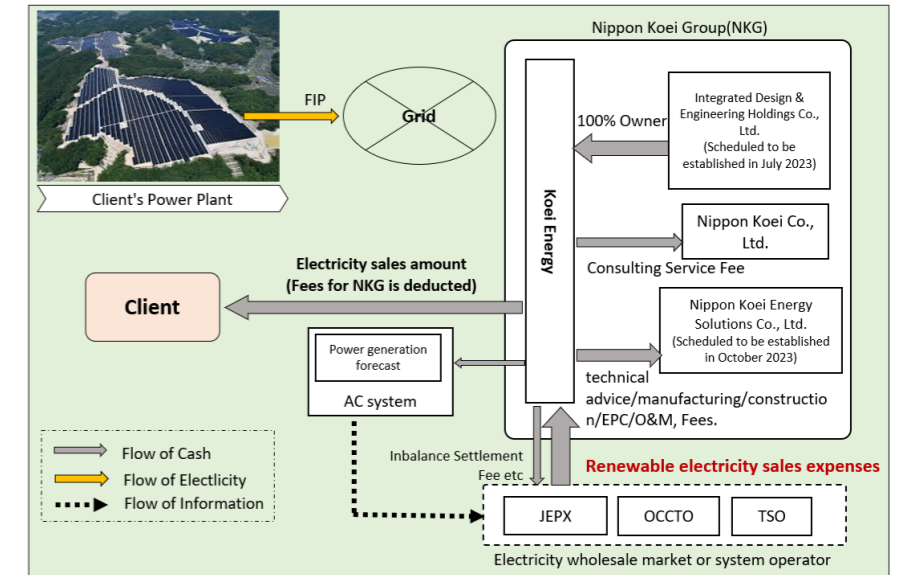 Nippon Koei Group(NKG)
FIP
Grid
Client's Power Plant
Koei Energy
100% Owner
Integrated Design &
Engineering Holdings Co.,
Ltd.
(Scheduled to be
established in July 2023)
Nippon Koei Co.,
Ltd.
Consulting Service Fee
Electricity sales amount
(Fees for NKG is deducted)
Client
Nippon Koei Energy
Solutions Co., Ltd.
(Scheduled to be established
in October 2023)
technical
advice/manufacturing/constructio
n/EPC/O&M, Fees.
Power generation
forecast
AC system
Flow of Cash
Flow of Electlicity
Flow of Information
Inbalance Settlement
Fee etc
Renewable electricity sales expenses
JEPX
OCCTO
TSO
Electricity wholesale market or system operator